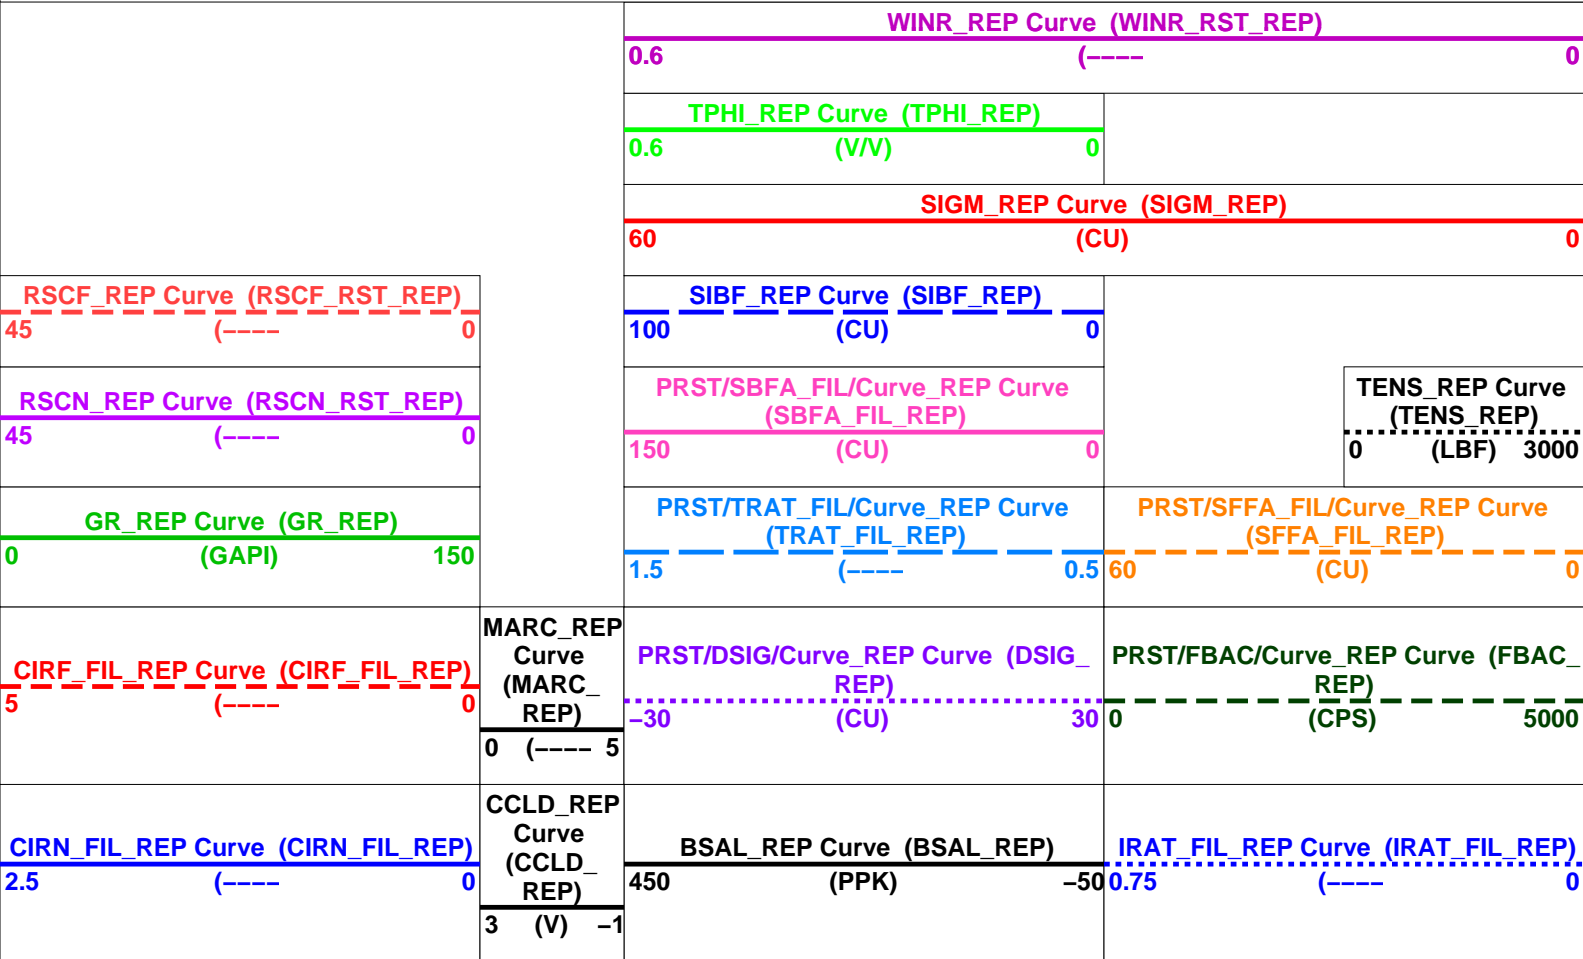 WINR_REP Curve (WINR_RST_REP)
0.6 (---- 0
TPHI_REP Curve (TPHI_REP)
0.6 (V/V) 0
SIGM_REP Curve (SIGM_REP)
60 (CU) 0
RSCF_REP Curve (RSCF_RST_REP)
45 (---- 0
SIBF_REP Curve (SIBF_REP)
100 (CU) 0
RSCN_REP Curve (RSCN_RST_REP)
45 (---- 0
PRST/SBFA_FIL/Curve_REP Curve
(SBFA_FIL_REP)
150 (CU) 0
TENS_REP Curve
(TENS_REP)
0 (LBF) 3000
GR_REP Curve (GR_REP)
0 (GAPI) 150
PRST/TRAT_FIL/Curve_REP Curve
(TRAT_FIL_REP)
1.5 (---- 0.5
PRST/SFFA_FIL/Curve_REP Curve
(SFFA_FIL_REP)
60 (CU) 0
CIRF_FIL_REP Curve (CIRF_FIL_REP)
5 (---- 0
MARC_REP
Curve
(MARC_
REP)
0 (---- 5
PRST/DSIG/Curve_REP Curve (DSIG_
REP)
-30 (CU) 30
PRST/FBAC/Curve_REP Curve (FBAC_
REP)
0 (CPS) 5000
CIRN_FIL_REP Curve (CIRN_FIL_REP)
2.5 (---- 0
CCLD_REP
Curve
(CCLD_
REP)
3 (V) -1
BSAL_REP Curve (BSAL_REP)
450 (PPK) -50
IRAT_FIL_REP Curve (IRAT_FIL_REP)
0.75 (---- 0